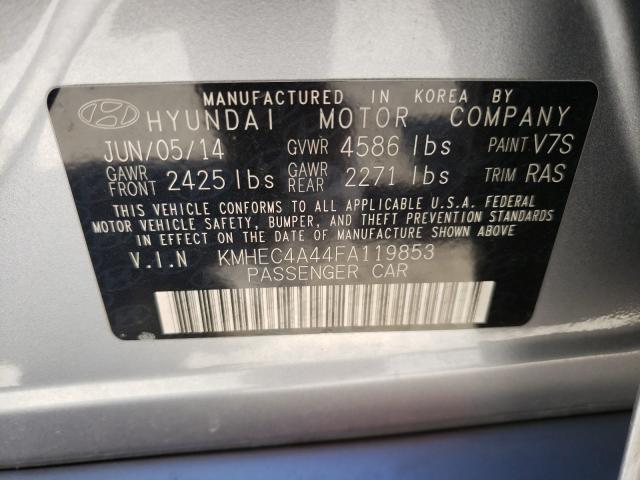 MANUFACTURED IN KOREA BY
HYUNDAI MOTOR COMPANY
JUN/05/14 GVWR 4586 lbs PAINT V7S
GAWR FRONT 2425 lbs GAWR REAR 2271 lbs TRIM RAS
THIS VEHICLE CONFORMS TO ALL APPLICABLE U.S.A. FEDERAL
MOTOR VEHICLE SAFETY, BUMPER, AND THEFT PREVENTION STANDARDS
IN EFFECT ON THE DATE OF MANUFACTURE SHOWN ABOVE.
V.I.N KMHEC4A44FA119853
PASSENGER CAR